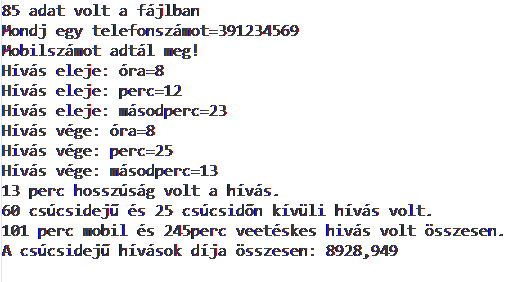 85 adat volt a fájlban
Mondj egy telefonszámot=391234569
Mobilszámot adtál meg!
Hívás eleje: óra=8
Hívás eleje: perc=12
Hívás eleje: másodperc=23
Hívás vége: óra=8
Hívás vége: perc=25
Hívás vége: másodperc=13
13 perc hosszúság volt a hívás.
60 csúcsidejű és 25 csúcsidőn kívüli hívás volt.
101 perc mobil és 245perc veetéskes hivás volt összesen.
A csúcsidejű hívások díja összesen: 8928,949